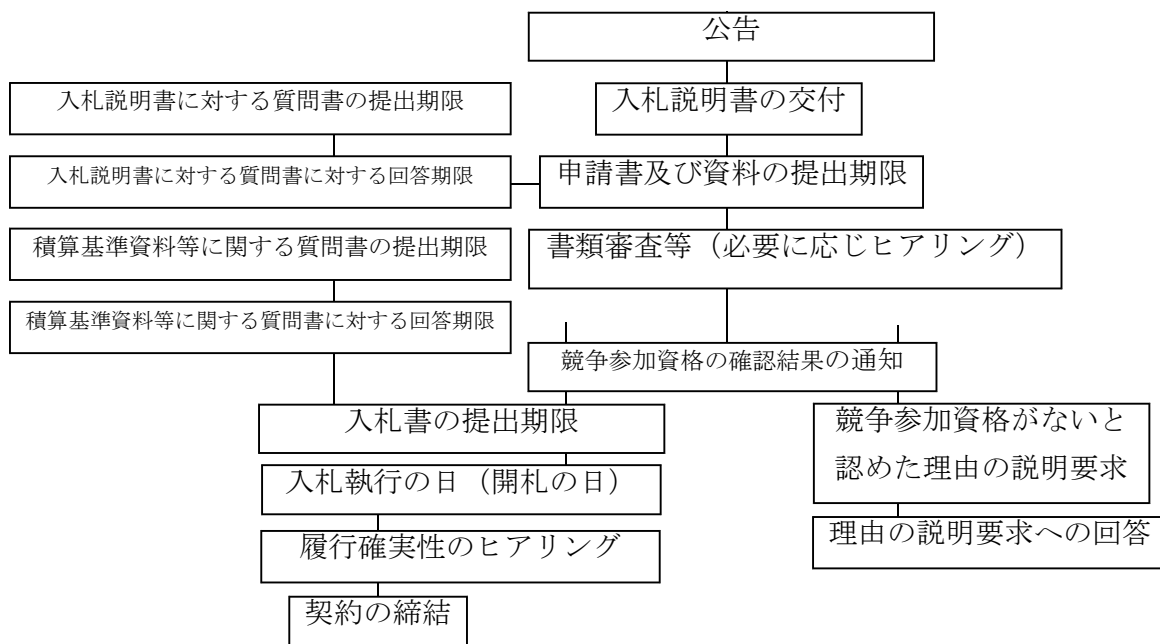 公告
入札説明書に対する質問書の提出期限
入札説明書の交付
入札説明書に対する質問書に対する回答期限
申請書及び資料の提出期限
積算基準資料等に関する質問書の提出期限
書類審査等（必要に応じヒアリング）
積算基準資料等に関する質問書に対する回答期限
競争参加資格の確認結果の通知
入札書の提出期限
競争参加資格がないと
認めた理由の説明要求
入札執行の日（開札の日）
理由の説明要求への回答
履行確実性のヒアリング
契約の締結